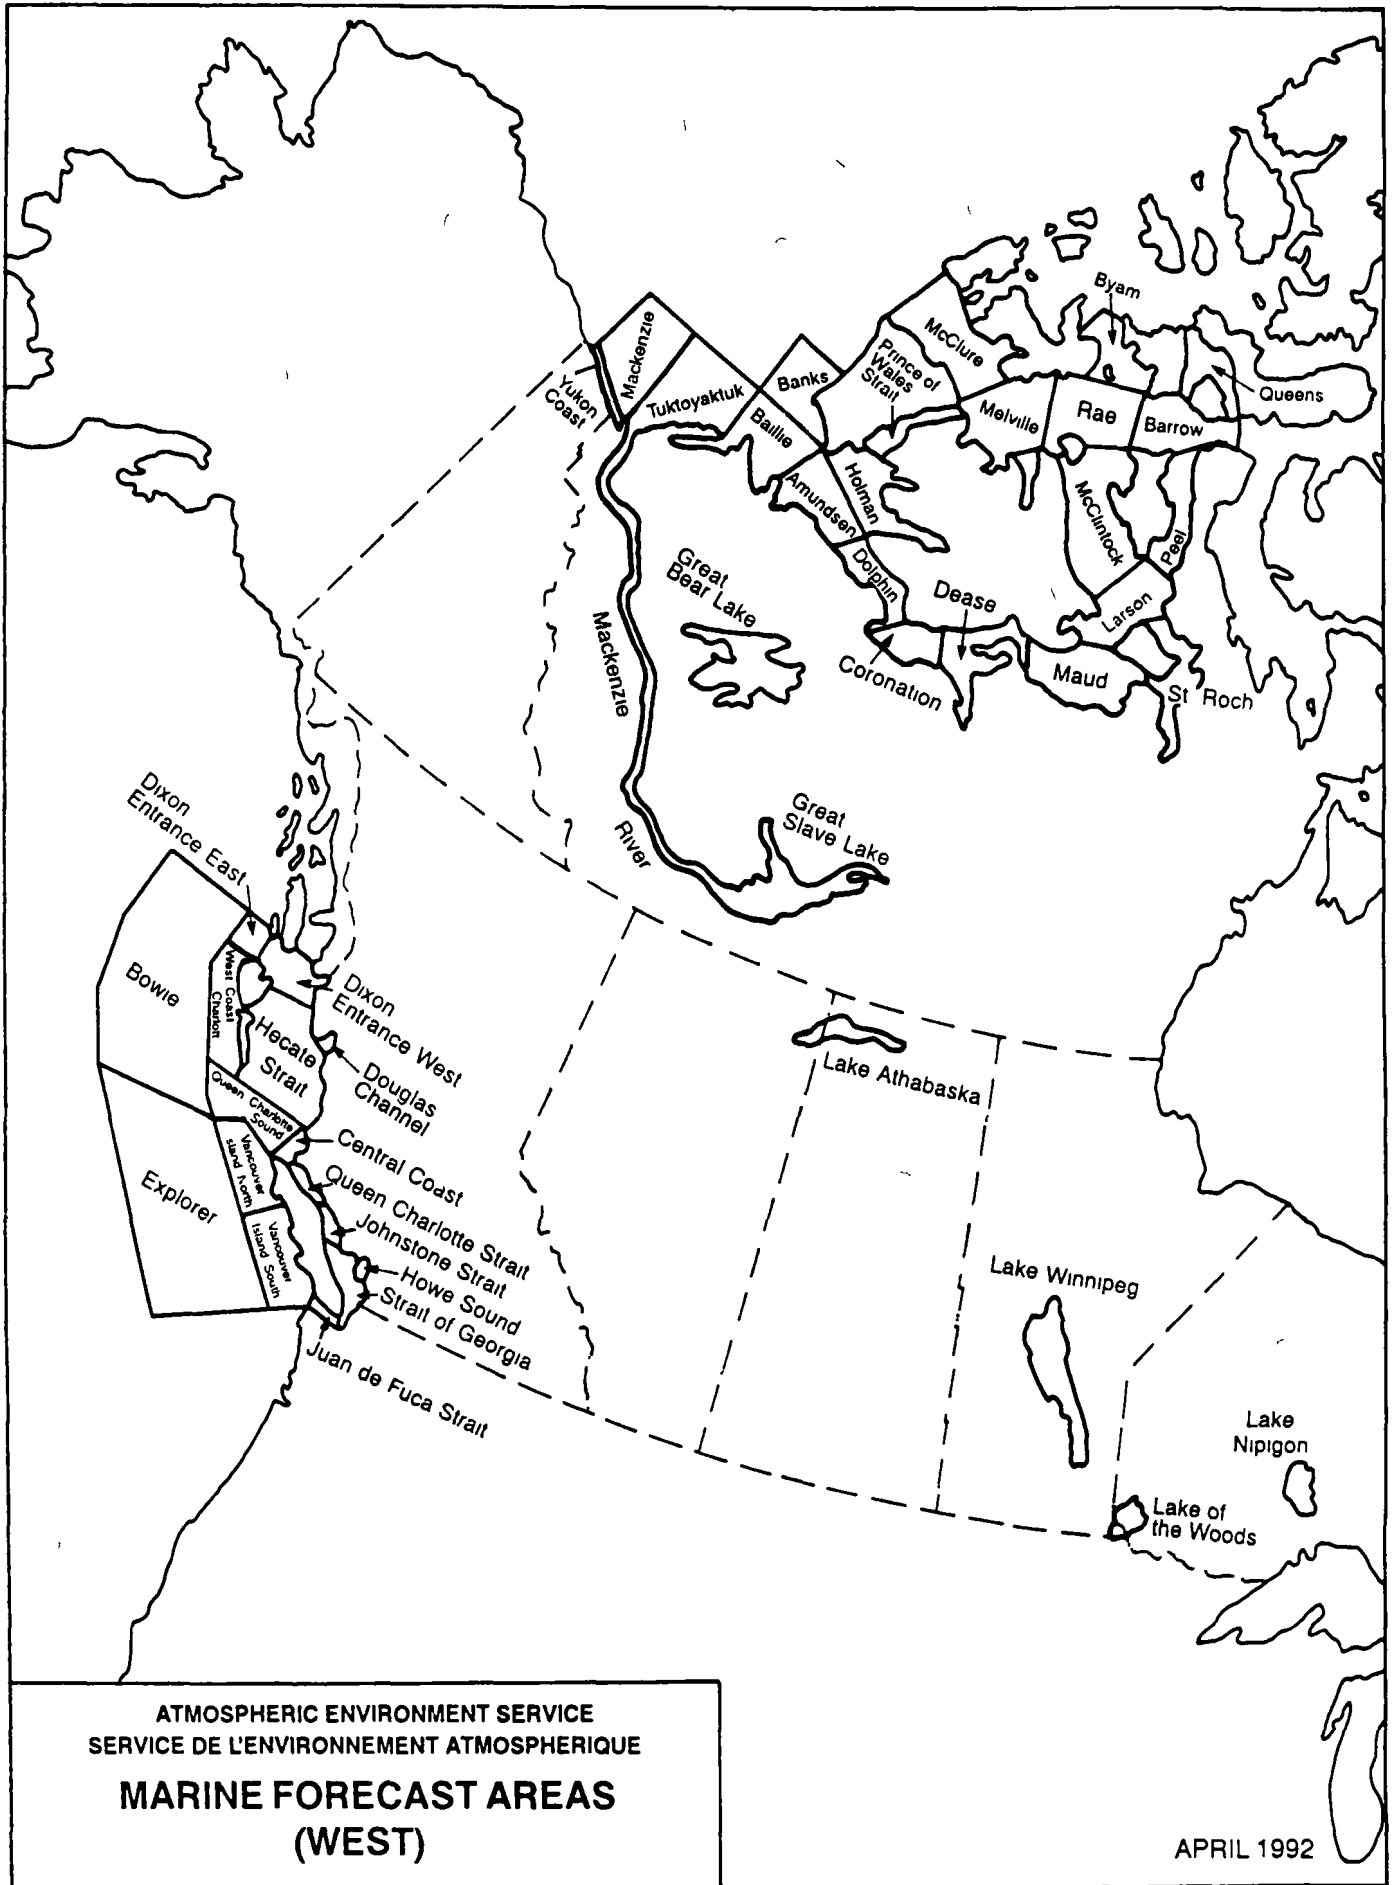 Byam
Mackenzie
McClure
Prince of
Wales
Strait
Banks
Queens
Yukon
Coast
Tuktoyaktuk
Baillie
Melville
Rae
Barrow
Holman
Amundsen
McClintock
Peel
Great
Bear Lake
Dolphin
Dease
Larson
Mackenzie
Coronation
Maud
St Roch
Dixon
Entrance East
Great
Slave Lake
River
Bowie
West Coast
Charlott
Dixon
Entrance West
Hecate
Strait
Lake Athabaska
Douglas
Channel
Queen Charlotte
Sound
Central Coast
Vancouver
Island North
Explorer
Queen Charlotte Strait
Johnstone Strait
Vancouver
Island South
Howe Sound
Strait of Georgia
Lake Winnipeg
Juan de Fuca Strait
Lake
Nipigon
Lake of
the Woods
ATMOSPHERIC ENVIRONMENT SERVICE
SERVICE DE L'ENVIRONNEMENT ATMOSPHERIQUE
MARINE FORECAST AREAS
(WEST)
APRIL 1992